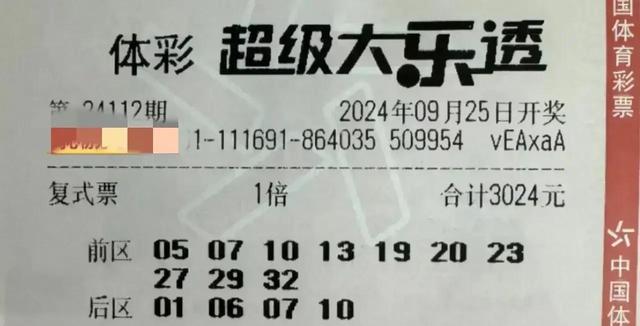 体彩 超级大乐透
第 24112期 2024年09月25日开奖
1-111691-864035 509954 vEAxaA
复式票 1倍 合计3024元
前区 05 07 10 13 19 20 23
27 29 32
后区 01 06 07 10
国体育彩票
中国体